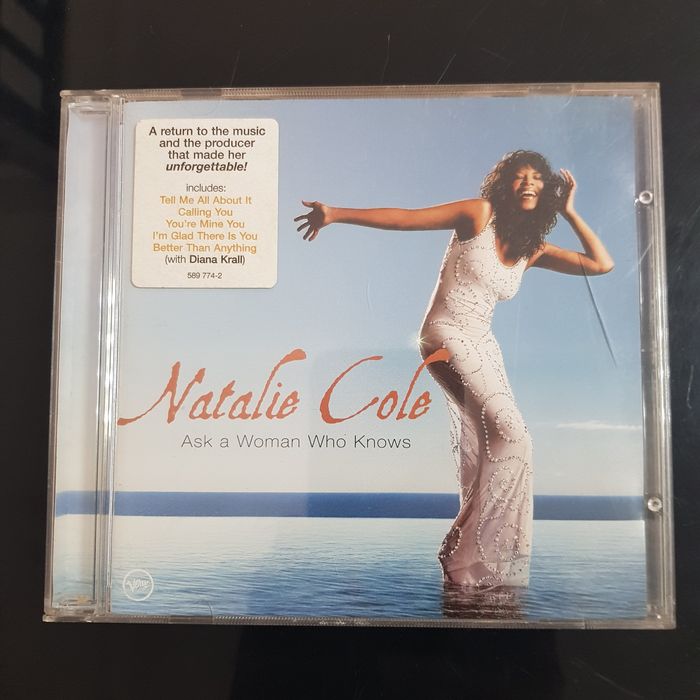 A return to the music
and the producer
that made her
unforgettable!
includes:
Tell Me All About It
Calling You
You're Mine You
I'm Glad There Is You
Better Than Anything
(with Diana Krall)
589 774-2
Natalie Cole
Ask a Woman Who Knows
Verve